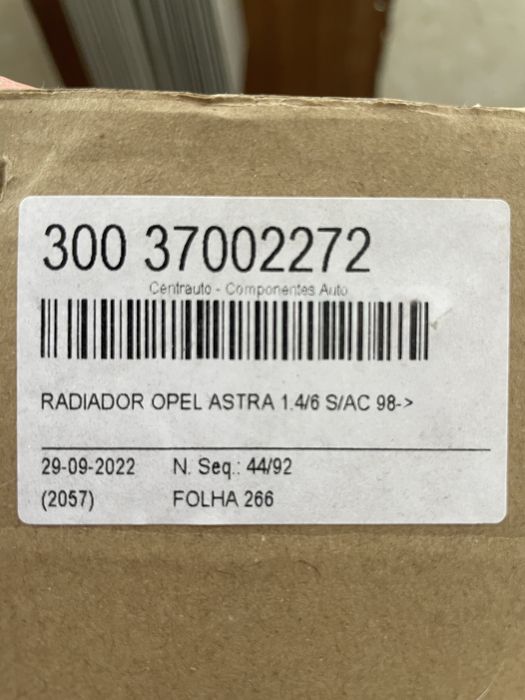 300 37002272
Centrauto - Componentes Auto
RADIADOR OPEL ASTRA 1.4/6 S/AC 98->
29-09-2022 N. Seq.: 44/92
(2057) FOLHA 266